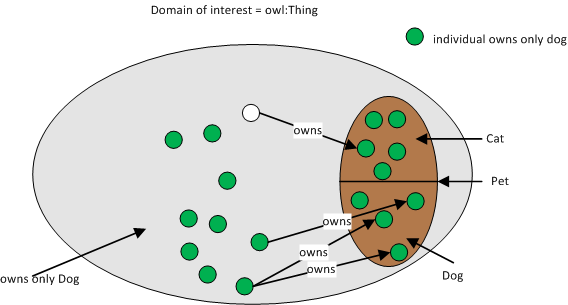 Domain of interest = owl:Thing
individual owns only dog
owns
Cat
Pet
owns
owns
owns
owns only Dog
Dog